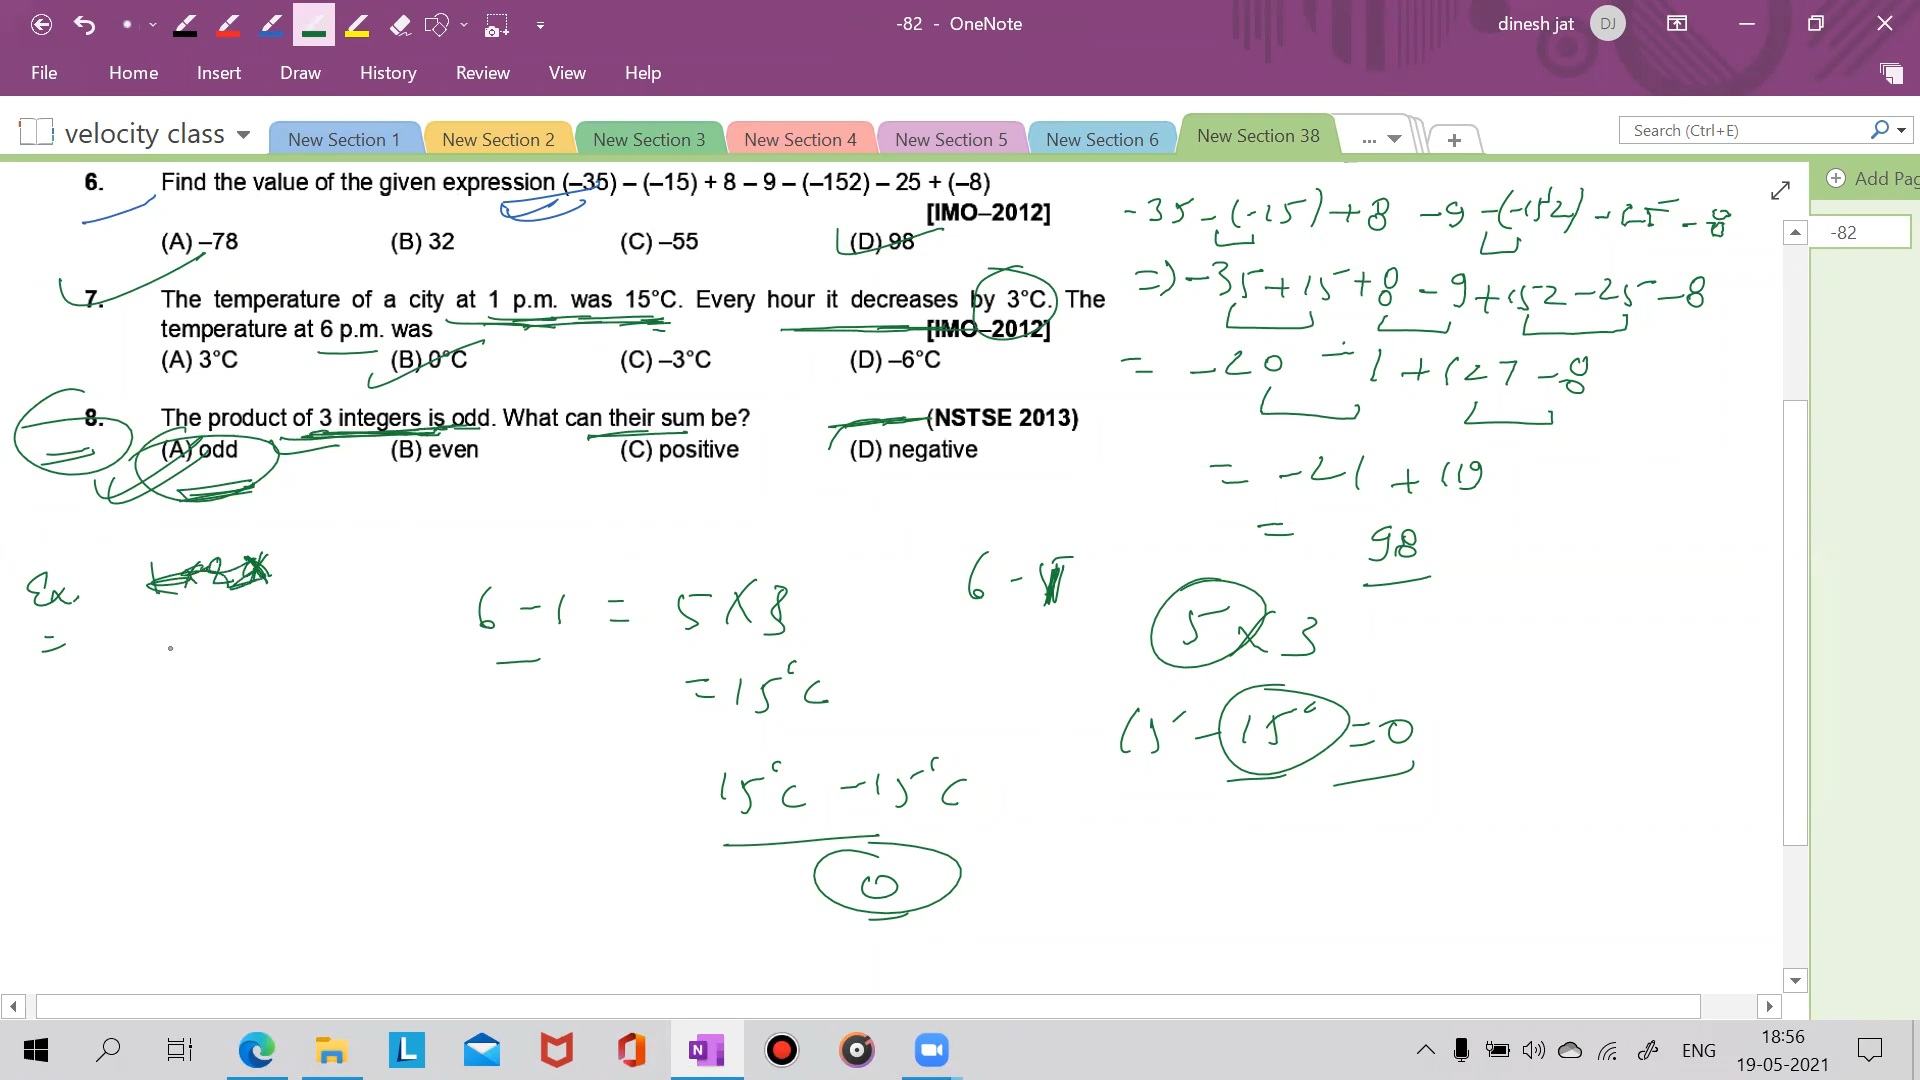 -82 - OneNote
dinesh jat
DJ
File Home Insert Draw History Review View Help
velocity class
New Section 1
New Section 2
New Section 3
New Section 4
New Section 5
New Section 6
New Section 38
...
Search (Ctrl+E)
Add Pag
-82
6. Find the value of the given expression (–35) – (–15) + 8 – 9 – (–152) – 25 + (–8)
[IMO–2012]
(A) –78 (B) 32 (C) –55 (D) 98
7. The temperature of a city at 1 p.m. was 15°C. Every hour it decreases by 3°C. The
temperature at 6 p.m. was [IMO–2012]
(A) 3°C (B) 0°C (C) –3°C (D) –6°C
8. The product of 3 integers is odd. What can their sum be? (NSTSE 2013)
(A) odd (B) even (C) positive (D) negative
-35 -(-15) +8 -9 -(-152) -25 -8
=) -35 +15 +8 -9 +152 -25 -8
= -20 -1 +127 -8
= -21 + 119
= 98
Ex.
=
6 - 1 = 5 X 3
= 15°C
15°C - 15°C
0
6 -
5 X 3
15 - 15° = 0
L
N
ENG
18:56
19-05-2021